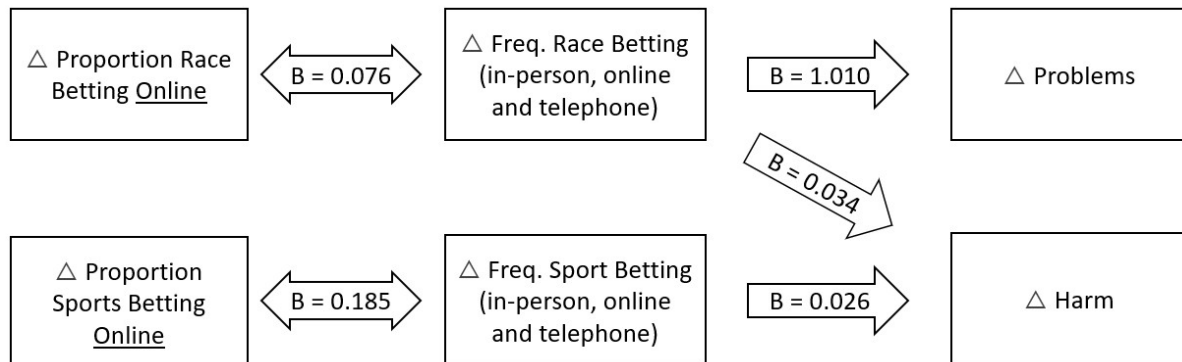 △ Proportion Race
Betting Online
B = 0.076
△ Freq. Race Betting
(in-person, online
and telephone)
B = 1.010
△ Problems
B = 0.034
△ Proportion
Sports Betting
Online
B = 0.185
△ Freq. Sport Betting
(in-person, online
and telephone)
B = 0.026
△ Harm